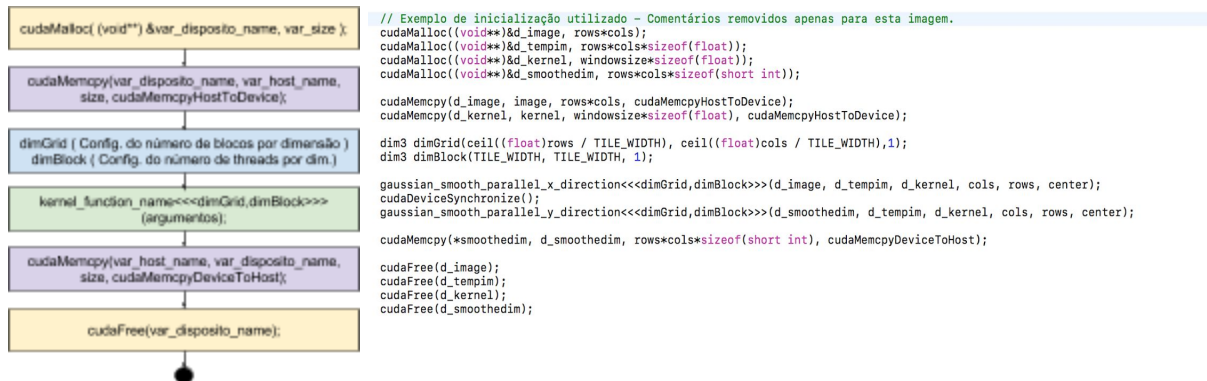 cudaMalloc( (void**) &var_disposito_name, var_size );
cudaMemcpy(var_disposito_name, var_host_name,
size, cudaMemcpyHostToDevice);
dimGrid ( Config. do número de blocos por dimensão )
dimBlock ( Config. do número de threads por dim.)
kernel_function_name<<<dimGrid,dimBlock>>>
(argumentos);
cudaMemcpy(var_host_name, var_disposito_name,
size, cudaMemcpyDeviceToHost);
cudaFree(var_disposito_name);
// Exemplo de inicialização utilizado - Comentários removidos apenas para esta imagem.
cudaMalloc((void**)&d_image, rows*cols);
cudaMalloc((void**)&d_tempim, rows*cols*sizeof(float));
cudaMalloc((void**)&d_kernel, windowsize*sizeof(float));
cudaMalloc((void**)&d_smoothedim, rows*cols*sizeof(short int));
cudaMemcpy(d_image, image, rows*cols, cudaMemcpyHostToDevice);
cudaMemcpy(d_kernel, kernel, windowsize*sizeof(float), cudaMemcpyHostToDevice);
dim3 dimGrid(ceil((float)rows / TILE_WIDTH), ceil((float)cols / TILE_WIDTH),1);
dim3 dimBlock(TILE_WIDTH, TILE_WIDTH, 1);
gaussian_smooth_parallel_x_direction<<<dimGrid,dimBlock>>>(d_image, d_tempim, d_kernel, cols, rows, center);
cudaDeviceSynchronize();
gaussian_smooth_parallel_y_direction<<<dimGrid,dimBlock>>>(d_smoothedim, d_tempim, d_kernel, cols, rows, center);
cudaMemcpy(*smoothedim, d_smoothedim, rows*cols*sizeof(short int), cudaMemcpyDeviceToHost);
cudaFree(d_image);
cudaFree(d_tempim);
cudaFree(d_kernel);
cudaFree(d_smoothedim);